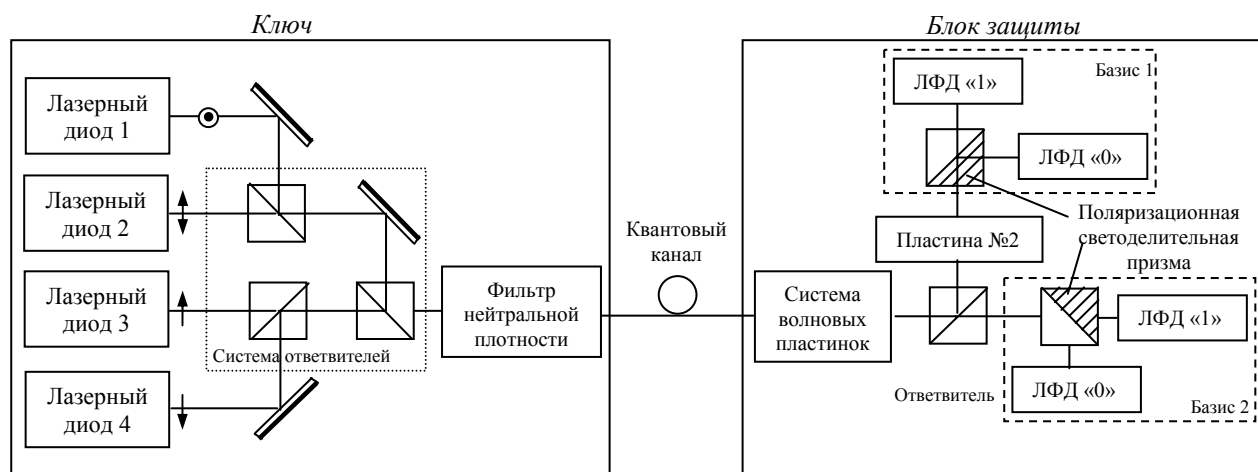 Ключ
Блок защиты
Лазерный
диод 1
Лазерный
диод 2
Лазерный
диод 3
Лазерный
диод 4
Система ответвителей
Фильтр
нейтральной
плотности
Квантовый
канал
Система
волновых
пластинок
ЛФД «1»
Базис 1
ЛФД «0»
Пластина №2
Поляризационная
светоделительная
призма
ЛФД «1»
ЛФД «0»
Ответвитель
Базис 2